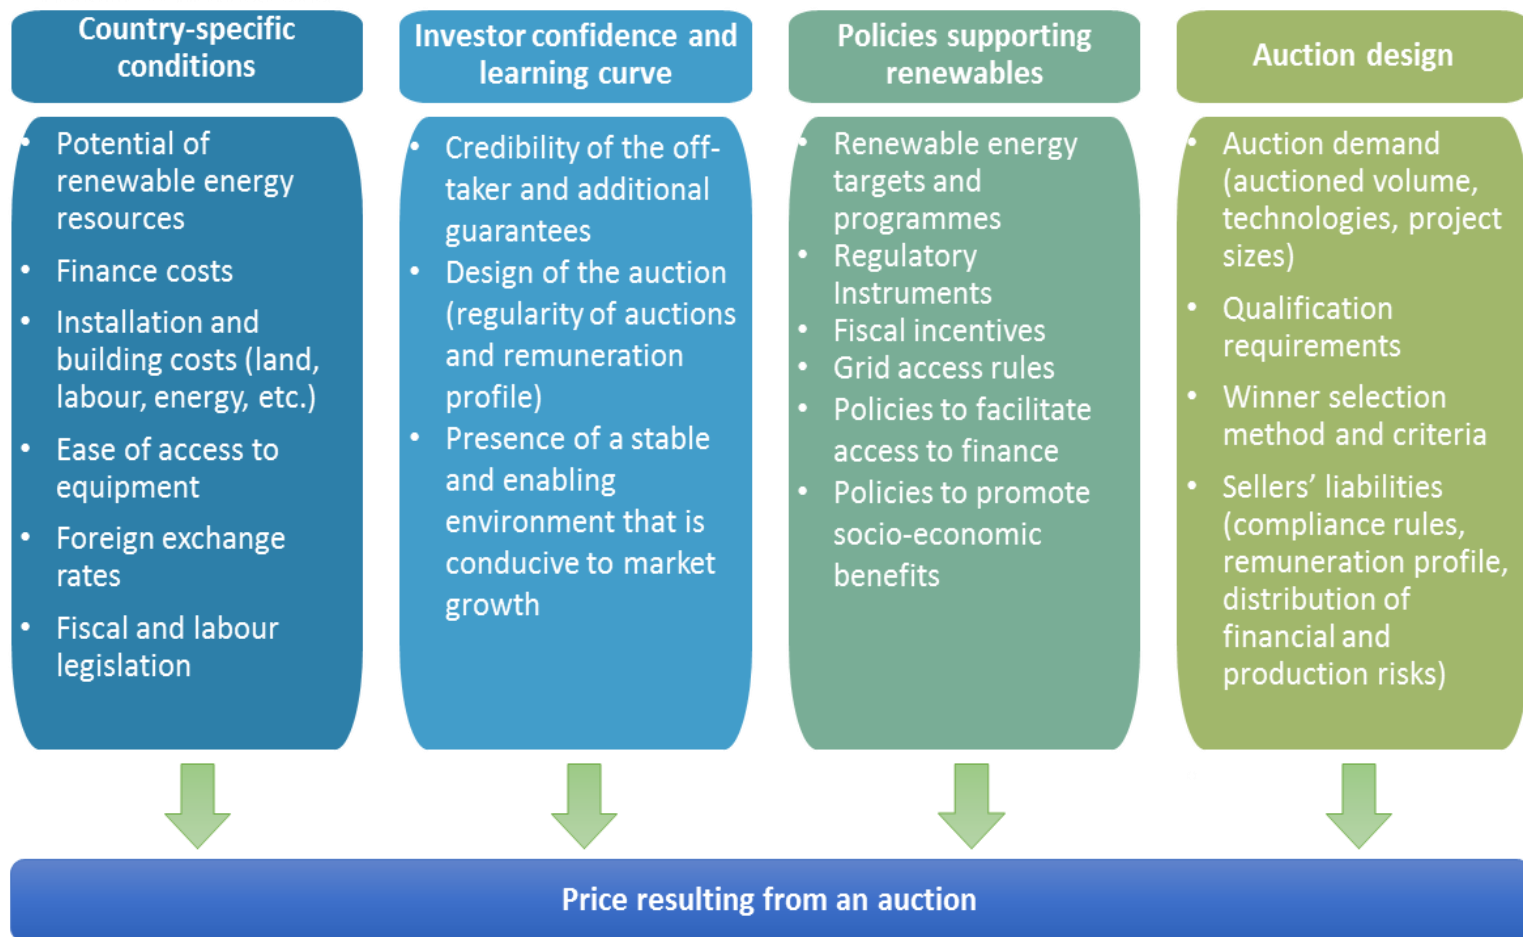 Country-specific
conditions
• Potential of
renewable energy
resources
• Finance costs
• Installation and
building costs (land,
labour, energy, etc.)
• Ease of access to
equipment
• Foreign exchange
rates
• Fiscal and labour
legislation
Investor confidence and
learning curve
• Credibility of the off-
taker and additional
guarantees
• Design of the auction
(regularity of auctions
and remuneration
profile)
• Presence of a stable
and enabling
environment that is
conducive to market
growth
Policies supporting
renewables
• Renewable energy
targets and
programmes
• Regulatory
Instruments
• Fiscal incentives
• Grid access rules
• Policies to facilitate
access to finance
• Policies to promote
socio-economic
benefits
Auction design
• Auction demand
(auctioned volume,
technologies, project
sizes)
• Qualification
requirements
• Winner selection
method and criteria
• Sellers’ liabilities
(compliance rules,
remuneration profile,
distribution of
financial and
production risks)
Price resulting from an auction